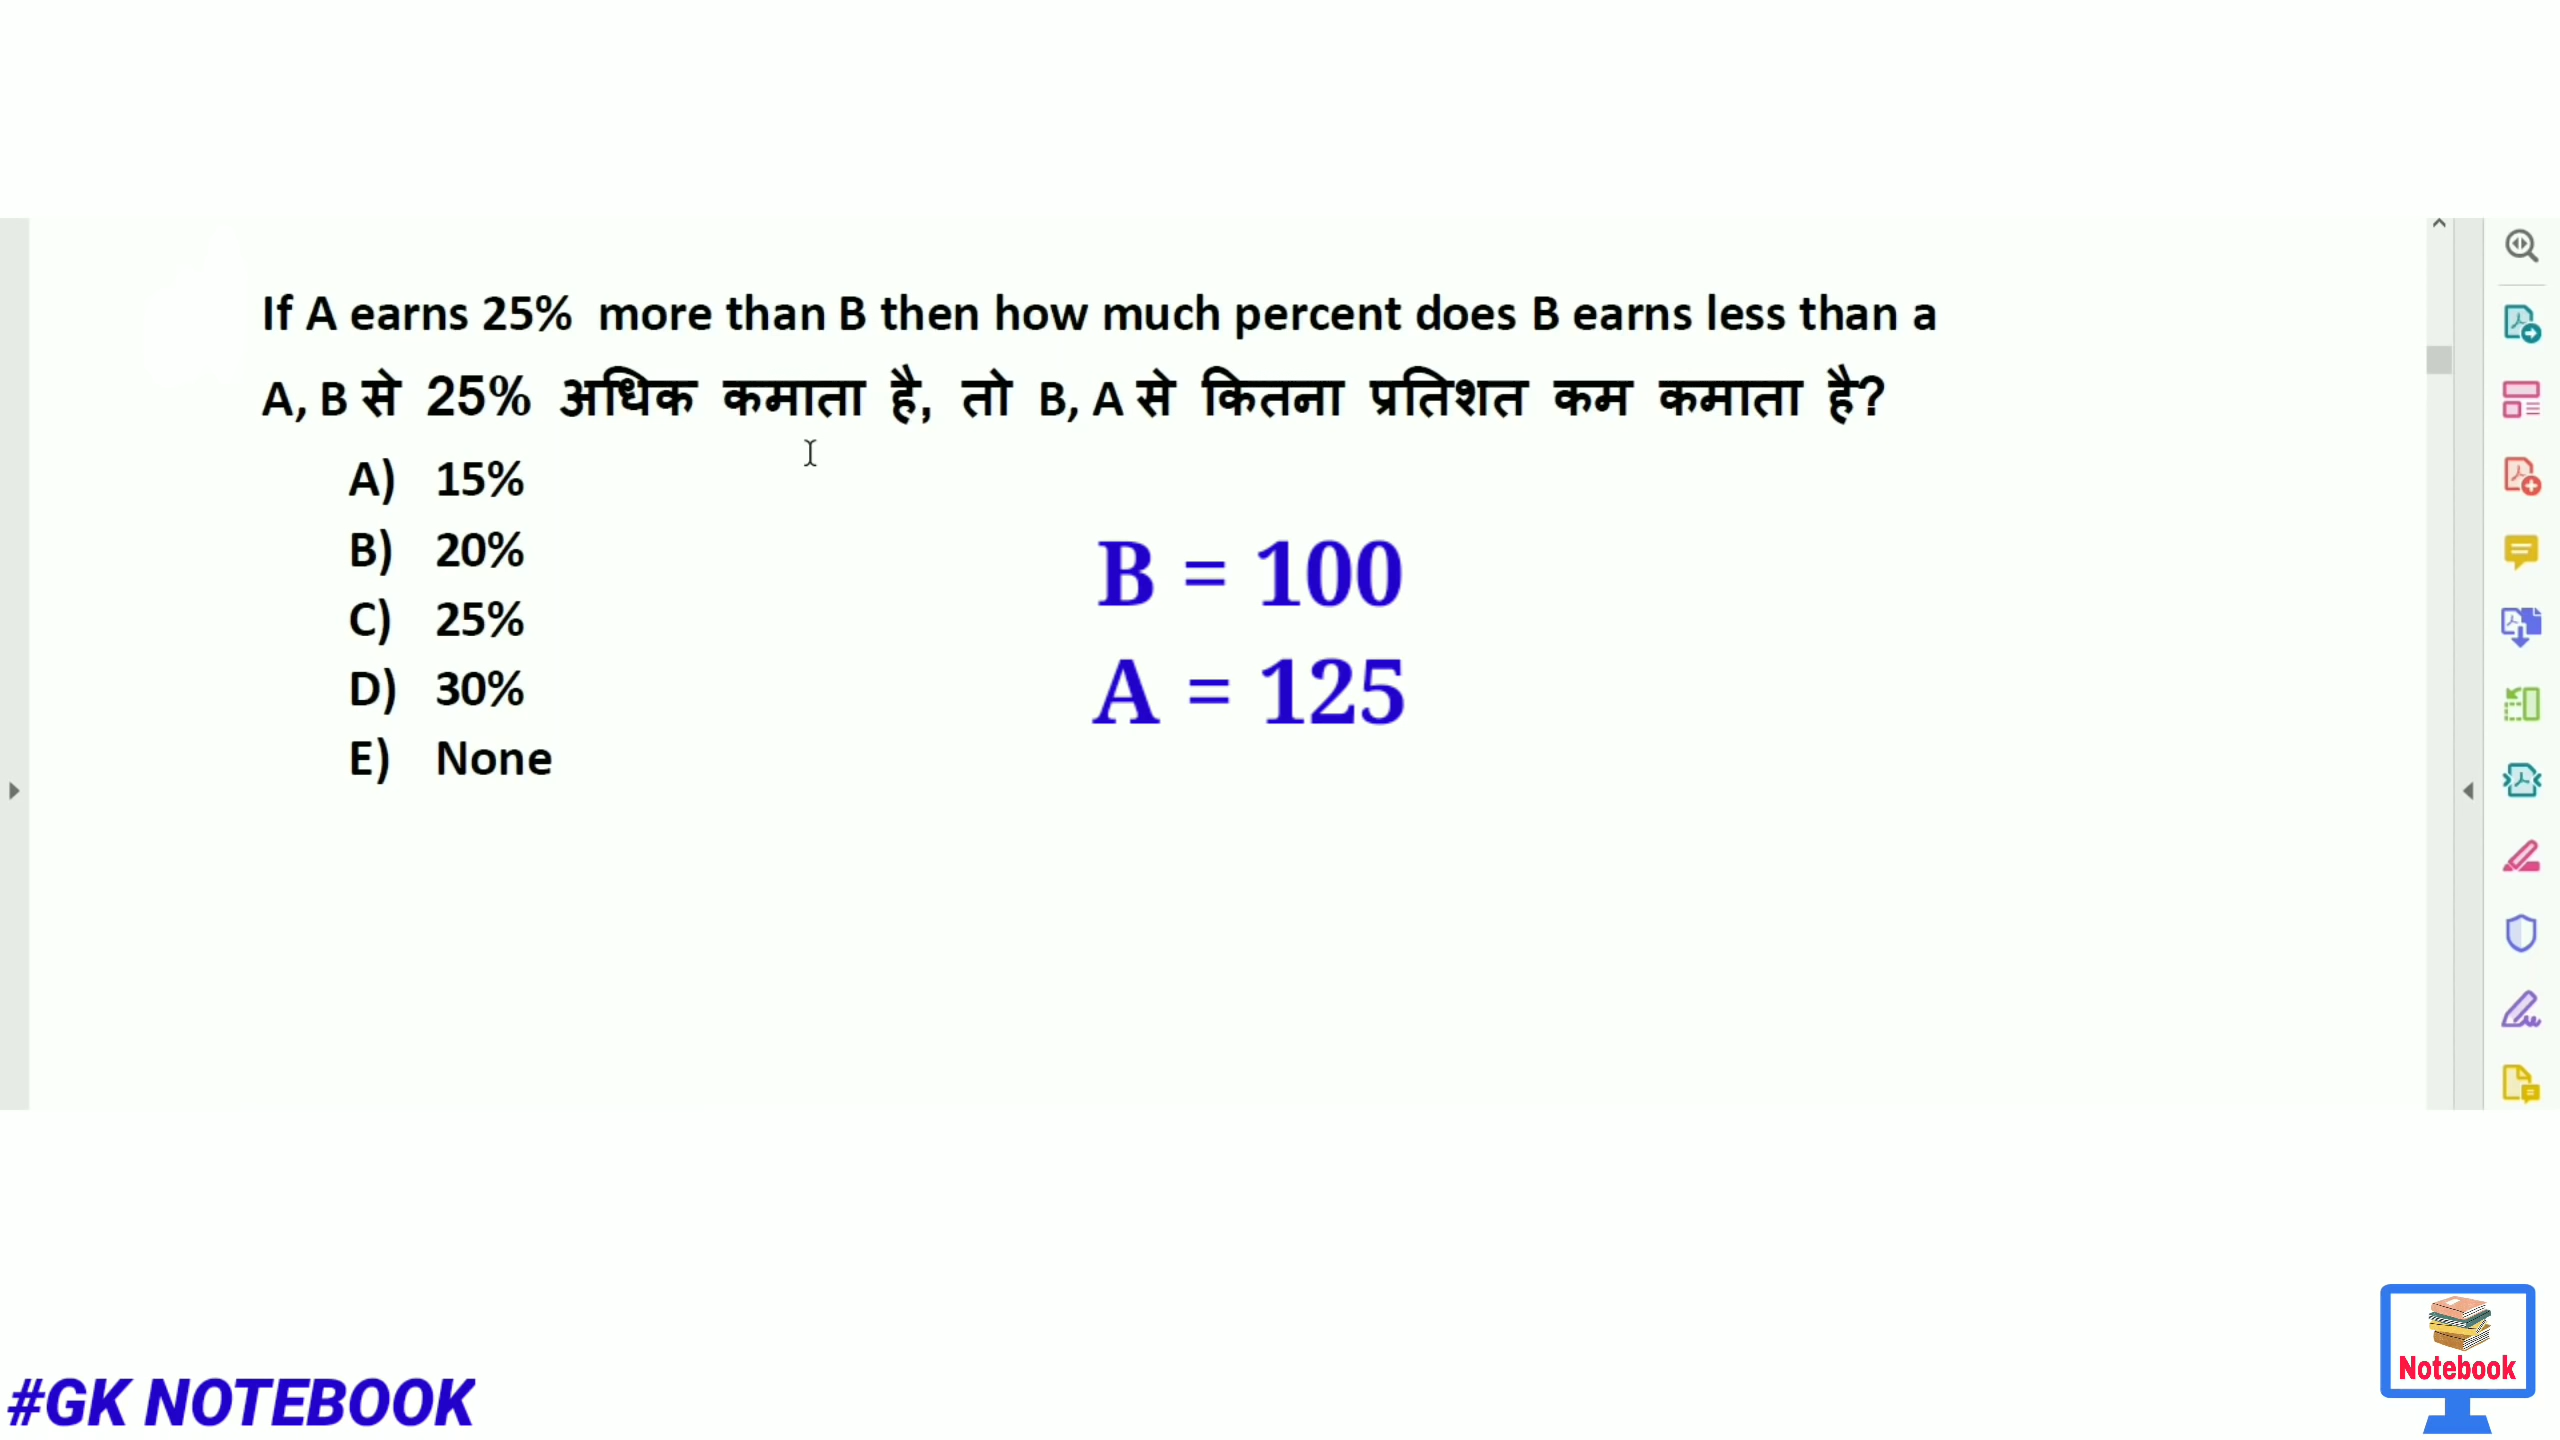 If A earns 25% more than B then how much percent does B earns less than a
A, B से 25% अधिक कमाता है, तो B, A से कितना प्रतिशत कम कमाता है?
A) 15%
B) 20%
C) 25%
D) 30%
E) None
B = 100
A = 125
#GK NOTEBOOK
Notebook